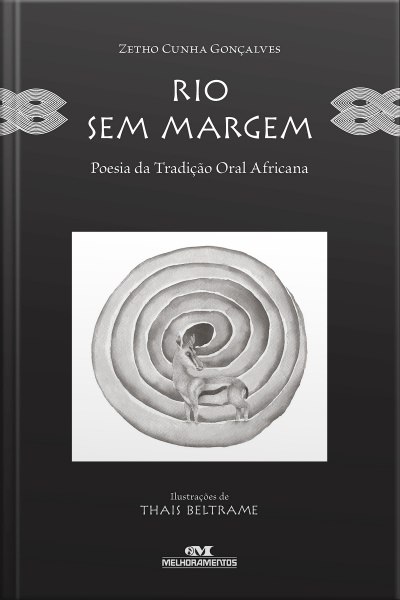 ZETHO CUNHA GONÇALVES
RIO
SEM MARGEM
Poesia da Tradição Oral Africana
Ilustrações de
THAIS BELTRAME
M
MELHORAMENTOS